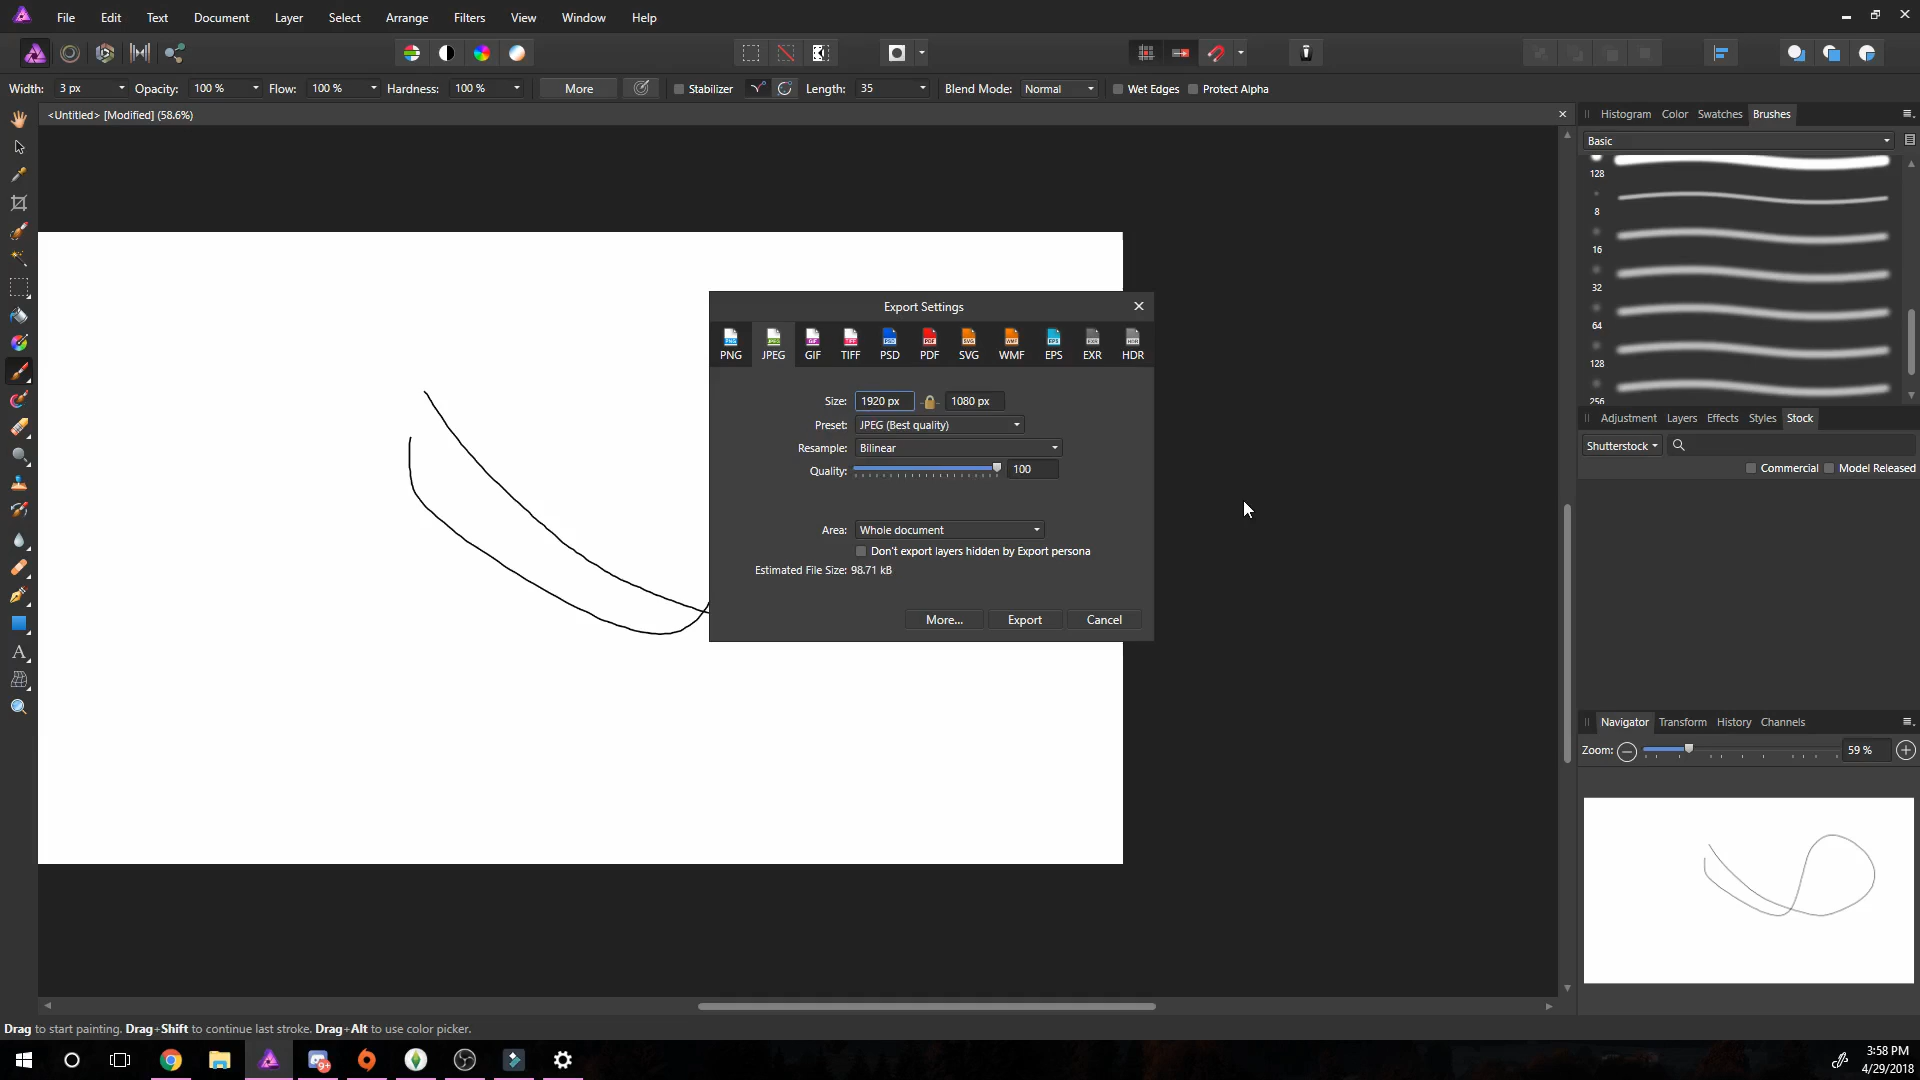 File Edit Text Document Layer Select Arrange Filters View Window Help
Width: 3 px Opacity: 100 % Flow: 100 % Hardness: 100 % More Stabilizer Length: 35 Blend Mode: Normal Wet Edges Protect Alpha
<Untitled> [Modified] (58.6%)
Histogram Color Swatches Brushes
Basic
128
8
16
32
64
128
256
Export Settings
PNG JPEG GIF TIFF PSD PDF SVG WMF EPS EXR HDR
Size: 1920 px 1080 px
Preset: JPEG (Best quality)
Resample: Bilinear
Quality: 100
Area: Whole document
Don't export layers hidden by Export persona
Estimated File Size: 98.71 kB
More... Export Cancel
Adjustment Layers Effects Styles Stock
Shutterstock
Commercial Model Released
Navigator Transform History Channels
Zoom: 59 %
Drag to start painting. Drag+Shift to continue last stroke. Drag+Alt to use color picker.
9+
3:58 PM
4/29/2018